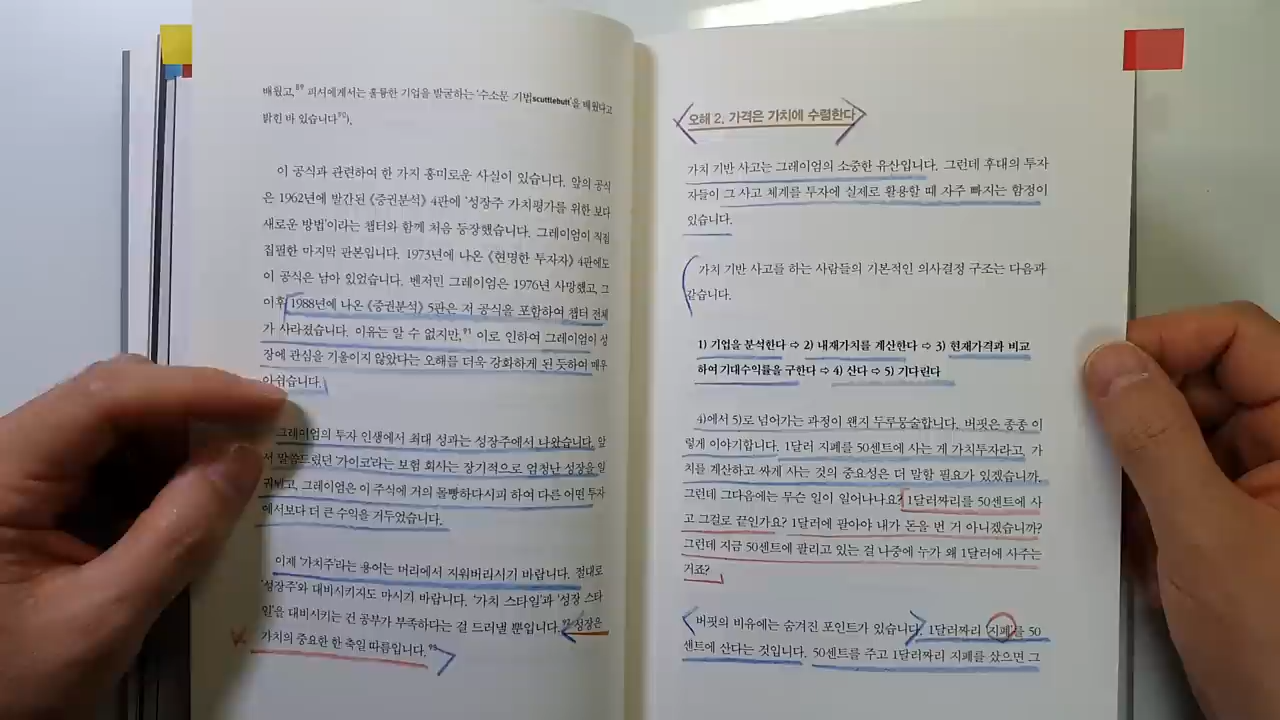 배웠고,⁸⁹ 피셔에게서는 훌륭한 기업을 발굴하는 '수소문 기법scuttlebutt'을 배웠다고
밝힌 바 있습니다⁹⁰).
이 공식과 관련하여 한 가지 흥미로운 사실이 있습니다. 앞의 공식
은 1962년에 발간된 《증권분석》 4판에 '성장주 가치평가를 위한 보다
새로운 방법'이라는 챕터와 함께 처음 등장했습니다. 그레이엄이 직접
집필한 마지막 판본입니다. 1973년에 나온 《현명한 투자자》 4판에도
이 공식은 남아 있었습니다. 벤저민 그레이엄은 1976년 사망했고, 그
이후 1988년에 나온 《증권분석》 5판은 저 공식을 포함하여 챕터 전체
가 사라졌습니다. 이유는 알 수 없지만,⁹¹ 이로 인하여 그레이엄이 성
장에 관심을 기울이지 않았다는 오해를 더욱 강화하게 된 듯하여 매우
아쉽습니다.
그레이엄의 투자 인생에서 최대 성과는 성장주에서 나왔습니다. 앞
서 말씀드렸던 '가이코'라는 보험 회사는 장기적으로 엄청난 성장을 일
궈냈고, 그레이엄은 이 주식에 거의 몰빵하다시피 하여 다른 어떤 투자
에서보다 더 큰 수익을 거두었습니다.
이제 '가치주'라는 용어는 머리에서 지워버리시기 바랍니다. 절대로
'성장주'와 대비시키지도 마시기 바랍니다. '가치 스타일'과 '성장 스타
일'을 대비시키는 건 공부가 부족하다는 걸 드러낼 뿐입니다.⁹² 성장은
가치의 중요한 한 축일 따름입니다.⁹³
오해 2. 가격은 가치에 수렴한다
가치 기반 사고는 그레이엄의 소중한 유산입니다. 그런데 후대의 투자
자들이 그 사고 체계를 투자에 실제로 활용할 때 자주 빠지는 함정이
있습니다.
가치 기반 사고를 하는 사람들의 기본적인 의사결정 구조는 다음과
같습니다.
1) 기업을 분석한다 ⇨ 2) 내재가치를 계산한다 ⇨ 3) 현재가격과 비교
하여 기대수익률을 구한다 ⇨ 4) 산다 ⇨ 5) 기다린다
4)에서 5)로 넘어가는 과정이 왠지 두루뭉술합니다. 버핏은 종종 이
렇게 이야기합니다. 1달러 지폐를 50센트에 사는 게 가치투자라고. 가
치를 계산하고 싸게 사는 것의 중요성은 더 말할 필요가 있겠습니까.
그런데 그다음에는 무슨 일이 일어나나요? 1달러짜리를 50센트에 사
고 그걸로 끝인가요? 1달러에 팔아야 내가 돈을 번 거 아니겠습니까?
그런데 지금 50센트에 팔리고 있는 걸 나중에 누가 왜 1달러에 사주는
거죠?
버핏의 비유에는 숨겨진 포인트가 있습니다. 1달러짜리 '지폐'를 50
센트에 산다는 것입니다. 50센트를 주고 1달러짜리 지폐를 샀으면 그